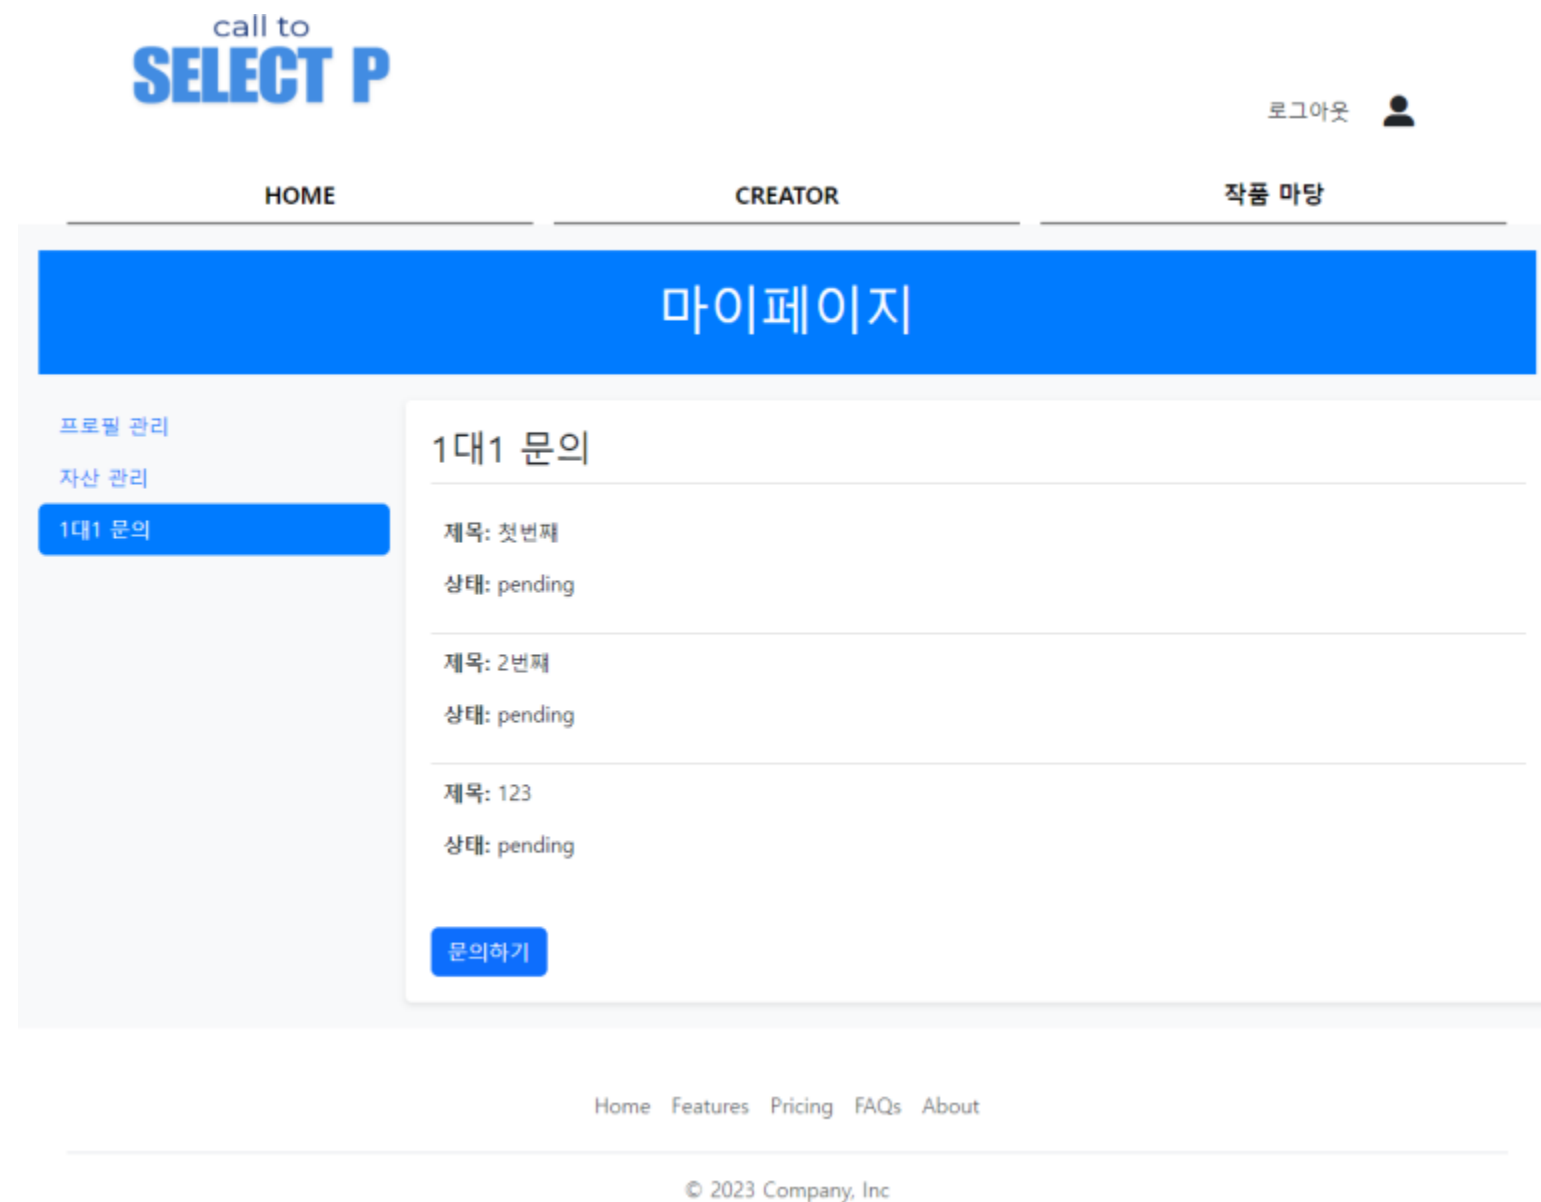 call to
SELECT P
로그아웃
HOME CREATOR 작품 마당
마이페이지
프로필 관리
자산 관리
1대1 문의
1대1 문의
제목: 첫번째
상태: pending
제목: 2번째
상태: pending
제목: 123
상태: pending
문의하기
Home Features Pricing FAQs About
© 2023 Company, Inc